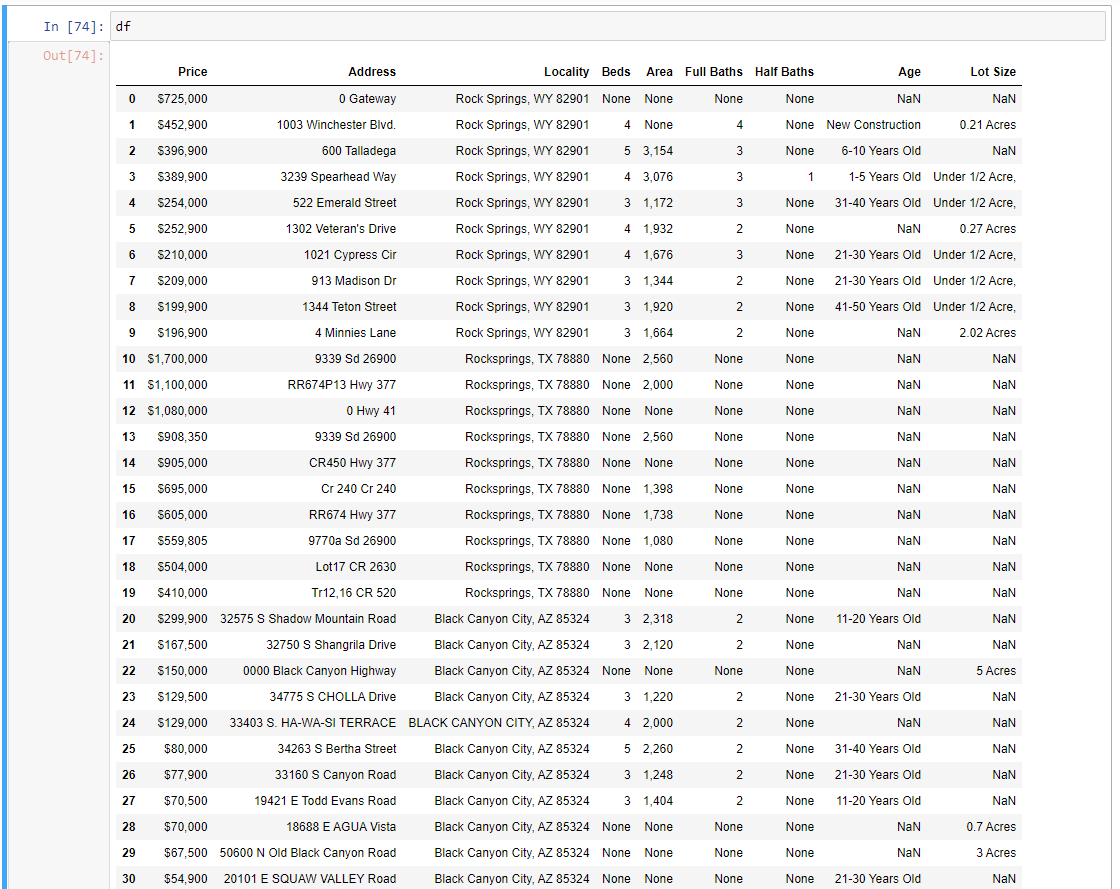 In [74]: df
Out[74]:
Price Address Locality Beds Area Full Baths Half Baths Age Lot Size
0 $725,000 0 Gateway Rock Springs, WY 82901 None None None None NaN NaN
1 $452,900 1003 Winchester Blvd. Rock Springs, WY 82901 4 None 4 None New Construction 0.21 Acres
2 $396,900 600 Talladega Rock Springs, WY 82901 5 3,154 3 None 6-10 Years Old NaN
3 $389,900 3239 Spearhead Way Rock Springs, WY 82901 4 3,076 3 1 1-5 Years Old Under 1/2 Acre,
4 $254,000 522 Emerald Street Rock Springs, WY 82901 3 1,172 3 None 31-40 Years Old Under 1/2 Acre,
5 $252,900 1302 Veteran's Drive Rock Springs, WY 82901 4 1,932 2 None NaN 0.27 Acres
6 $210,000 1021 Cypress Cir Rock Springs, WY 82901 4 1,676 3 None 21-30 Years Old Under 1/2 Acre,
7 $209,000 913 Madison Dr Rock Springs, WY 82901 3 1,344 2 None 21-30 Years Old Under 1/2 Acre,
8 $199,900 1344 Teton Street Rock Springs, WY 82901 3 1,920 2 None 41-50 Years Old Under 1/2 Acre,
9 $196,900 4 Minnies Lane Rock Springs, WY 82901 3 1,664 2 None NaN 2.02 Acres
10 $1,700,000 9339 Sd 26900 Rocksprings, TX 78880 None 2,560 None None NaN NaN
11 $1,100,000 RR674P13 Hwy 377 Rocksprings, TX 78880 None 2,000 None None NaN NaN
12 $1,080,000 0 Hwy 41 Rocksprings, TX 78880 None None None None NaN NaN
13 $908,350 9339 Sd 26900 Rocksprings, TX 78880 None 2,560 None None NaN NaN
14 $905,000 CR450 Hwy 377 Rocksprings, TX 78880 None None None None NaN NaN
15 $695,000 Cr 240 Cr 240 Rocksprings, TX 78880 None 1,398 None None NaN NaN
16 $605,000 RR674 Hwy 377 Rocksprings, TX 78880 None 1,738 None None NaN NaN
17 $559,805 9770a Sd 26900 Rocksprings, TX 78880 None 1,080 None None NaN NaN
18 $504,000 Lot17 CR 2630 Rocksprings, TX 78880 None None None None NaN NaN
19 $410,000 Tr12,16 CR 520 Rocksprings, TX 78880 None None None None NaN NaN
20 $299,900 32575 S Shadow Mountain Road Black Canyon City, AZ 85324 3 2,318 2 None 11-20 Years Old NaN
21 $167,500 32750 S Shangrila Drive Black Canyon City, AZ 85324 3 2,120 2 None NaN NaN
22 $150,000 0000 Black Canyon Highway Black Canyon City, AZ 85324 None None None None NaN 5 Acres
23 $129,500 34775 S CHOLLA Drive Black Canyon City, AZ 85324 3 1,220 2 None 21-30 Years Old NaN
24 $129,000 33403 S. HA-WA-SI TERRACE BLACK CANYON CITY, AZ 85324 4 2,000 2 None NaN NaN
25 $80,000 34263 S Bertha Street Black Canyon City, AZ 85324 5 2,260 2 None 31-40 Years Old NaN
26 $77,900 33160 S Canyon Road Black Canyon City, AZ 85324 3 1,248 2 None 21-30 Years Old NaN
27 $70,500 19421 E Todd Evans Road Black Canyon City, AZ 85324 3 1,404 2 None 11-20 Years Old NaN
28 $70,000 18688 E AGUA Vista Black Canyon City, AZ 85324 None None None None NaN 0.7 Acres
29 $67,500 50600 N Old Black Canyon Road Black Canyon City, AZ 85324 None None None None NaN 3 Acres
30 $54,900 20101 E SQUAW VALLEY Road Black Canyon City, AZ 85324 None None None None 21-30 Years Old NaN